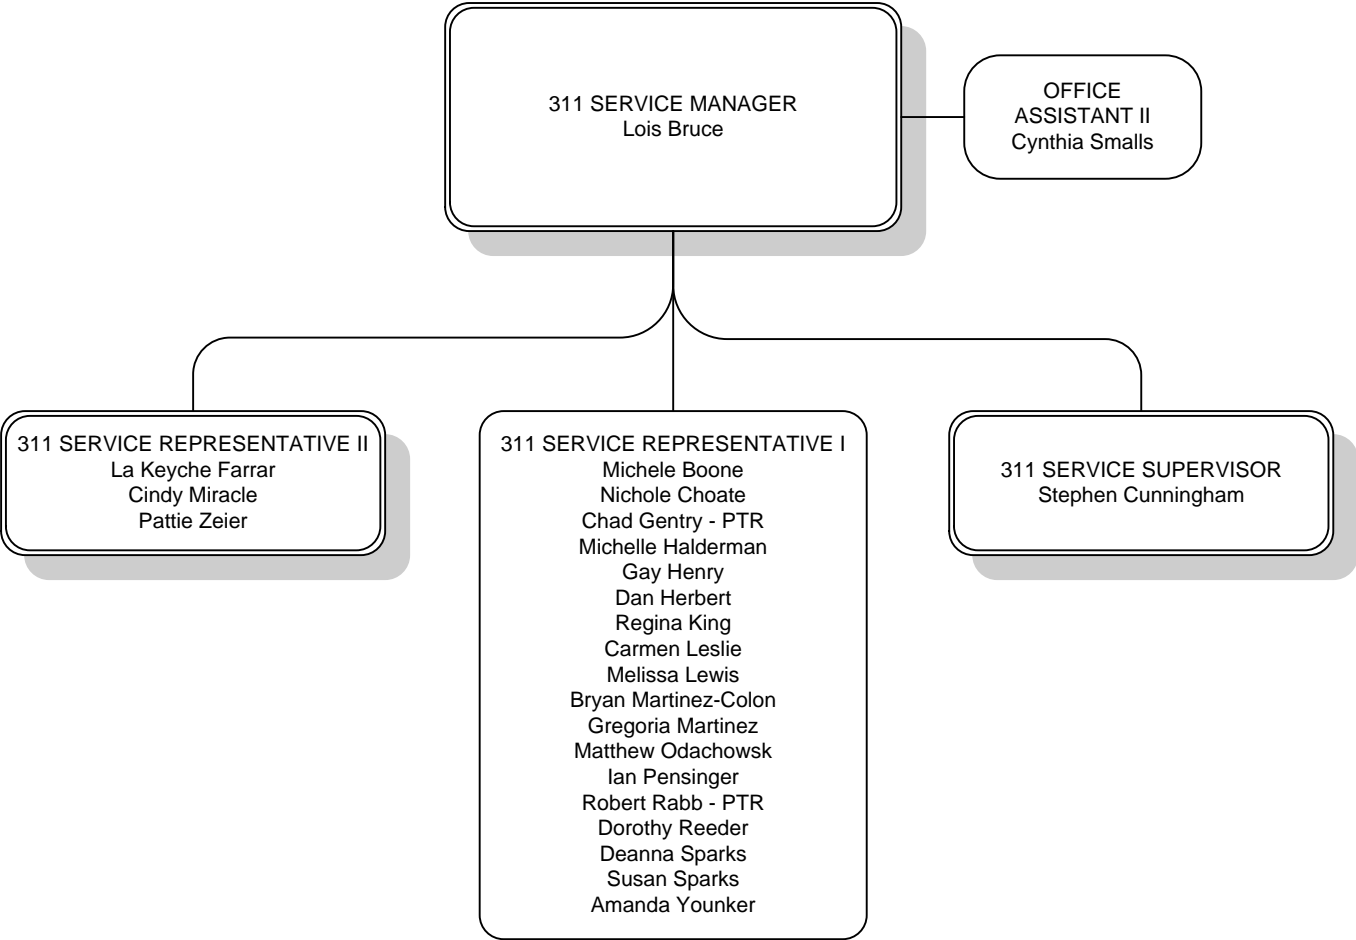 311 SERVICE MANAGER
Lois Bruce
OFFICE
ASSISTANT II
Cynthia Smalls
311 SERVICE REPRESENTATIVE II
La Keyche Farrar
Cindy Miracle
Pattie Zeier
311 SERVICE REPRESENTATIVE I
Michele Boone
Nichole Choate
Chad Gentry - PTR
Michelle Halderman
Gay Henry
Dan Herbert
Regina King
Carmen Leslie
Melissa Lewis
Bryan Martinez-Colon
Gregoria Martinez
Matthew Odachowsk
Ian Pensinger
Robert Rabb - PTR
Dorothy Reeder
Deanna Sparks
Susan Sparks
Amanda Younker
311 SERVICE SUPERVISOR
Stephen Cunningham